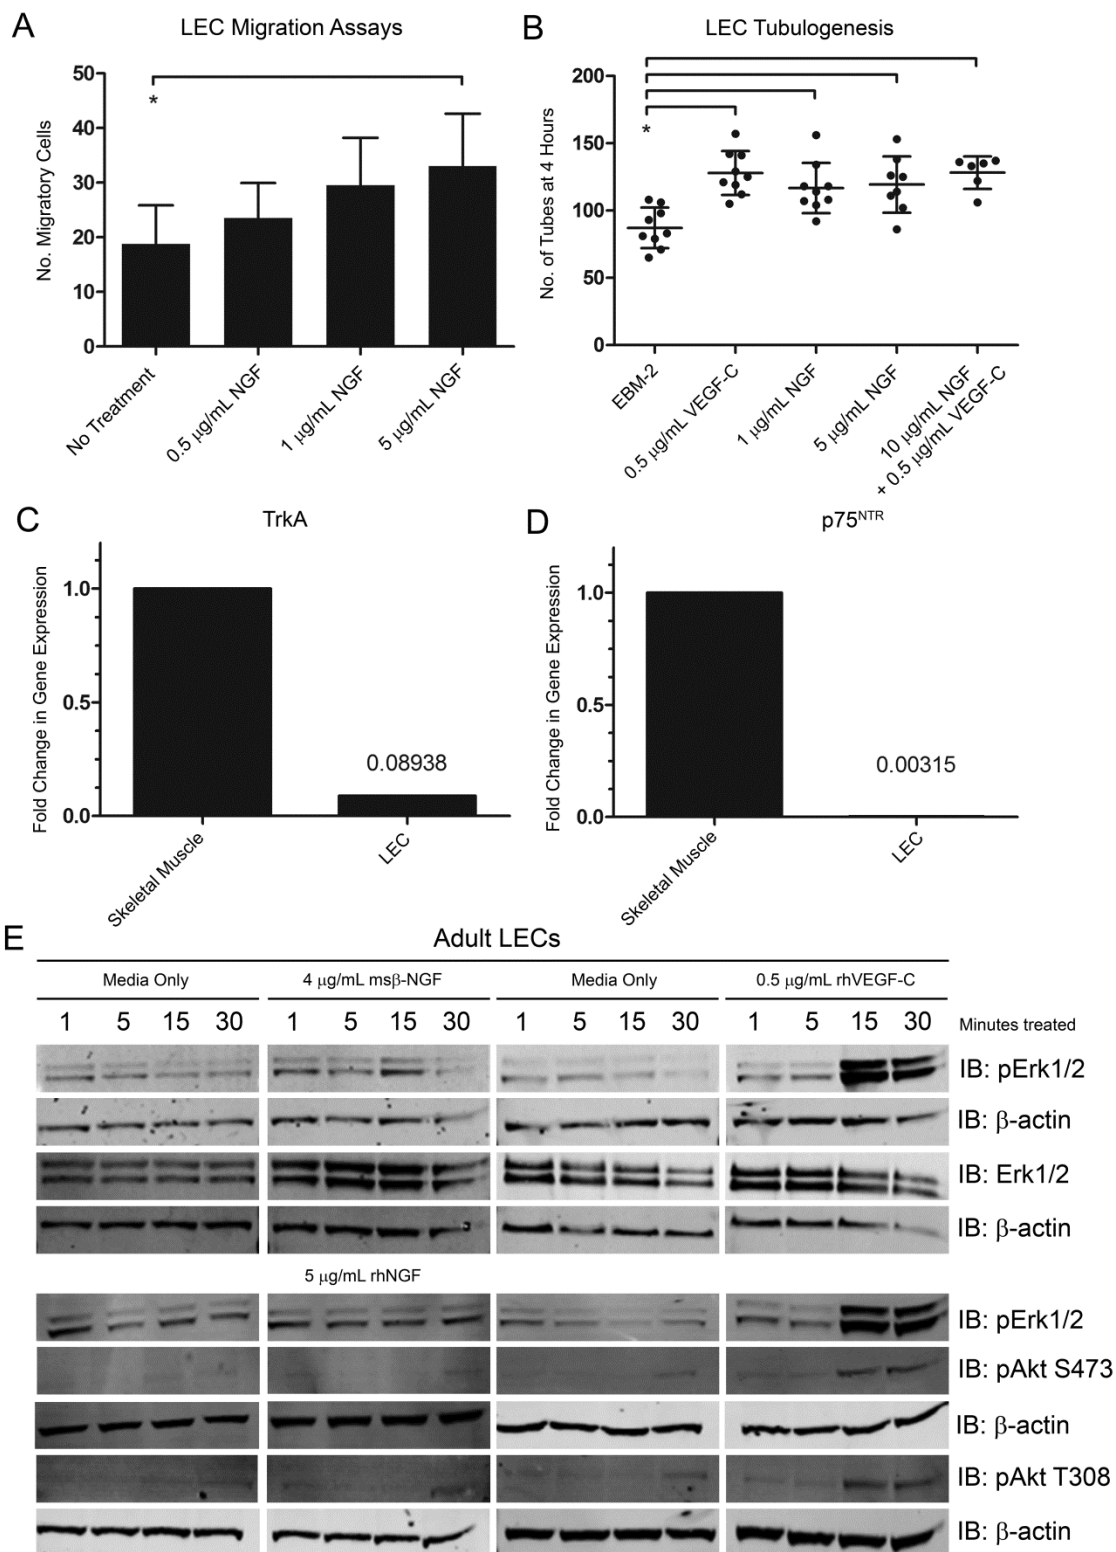 A
LEC Migration Assays
No. Migratory Cells
50
40
30
20
10
0
*
No Treatment
0.5 μg/mL NGF
1 μg/mL NGF
5 μg/mL NGF
B
LEC Tubulogenesis
No. of Tubes at 4 Hours
200
150
100
50
0
*
EBM-2
0.5 μg/mL VEGF-C
1 μg/mL NGF
5 μg/mL NGF
10 μg/mL NGF
+ 0.5 μg/mL VEGF-C
C
TrkA
Fold Change in Gene Expression
1.0
0.5
0.0
0.08938
Skeletal Muscle
LEC
D
p75NTR
Fold Change in Gene Expression
1.0
0.5
0.0
0.00315
Skeletal Muscle
LEC
E
Adult LECs
Media Only 4 μg/mL msβ-NGF Media Only 0.5 μg/mL rhVEGF-C
1 5 15 30 1 5 15 30 1 5 15 30 1 5 15 30 Minutes treated
IB: pErk1/2
IB: β-actin
IB: Erk1/2
IB: β-actin
5 μg/mL rhNGF
IB: pErk1/2
IB: pAkt S473
IB: β-actin
IB: pAkt T308
IB: β-actin